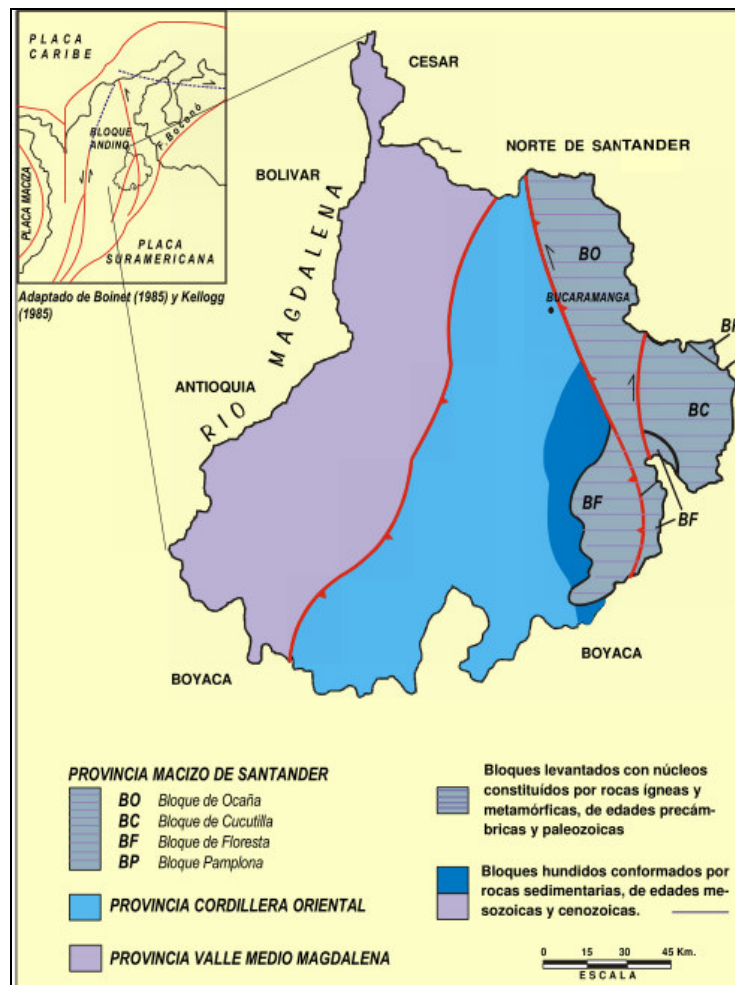 PLACA
CARIBE
BLOQUE
ANDINO
F. Boconó
PLACA MACIZA
PLACA
SURAMERICANA
Adaptado de Boinet (1985) y Kellogg
(1985)
CESAR
NORTE DE SANTANDER
BOLIVAR
RIO MAGDALENA
ANTIOQUIA
BO
BUCARAMANGA
BC
BF
BF
BOYACA
BOYACA
PROVINCIA MACIZO DE SANTANDER
BO Bloque de Ocaña
BC Bloque de Cucutilla
BF Bloque de Floresta
BP Bloque Pamplona
PROVINCIA CORDILLERA ORIENTAL
PROVINCIA VALLE MEDIO MAGDALENA
Bloques levantados con núcleos
constituídos por rocas ígneas y
metamórficas, de edades precám-
bricas y paleozoicas
Bloques hundidos conformados por
rocas sedimentarias, de edades me-
sozoicas y cenozoicas.
0 15 30 45 Km.
ESCALA